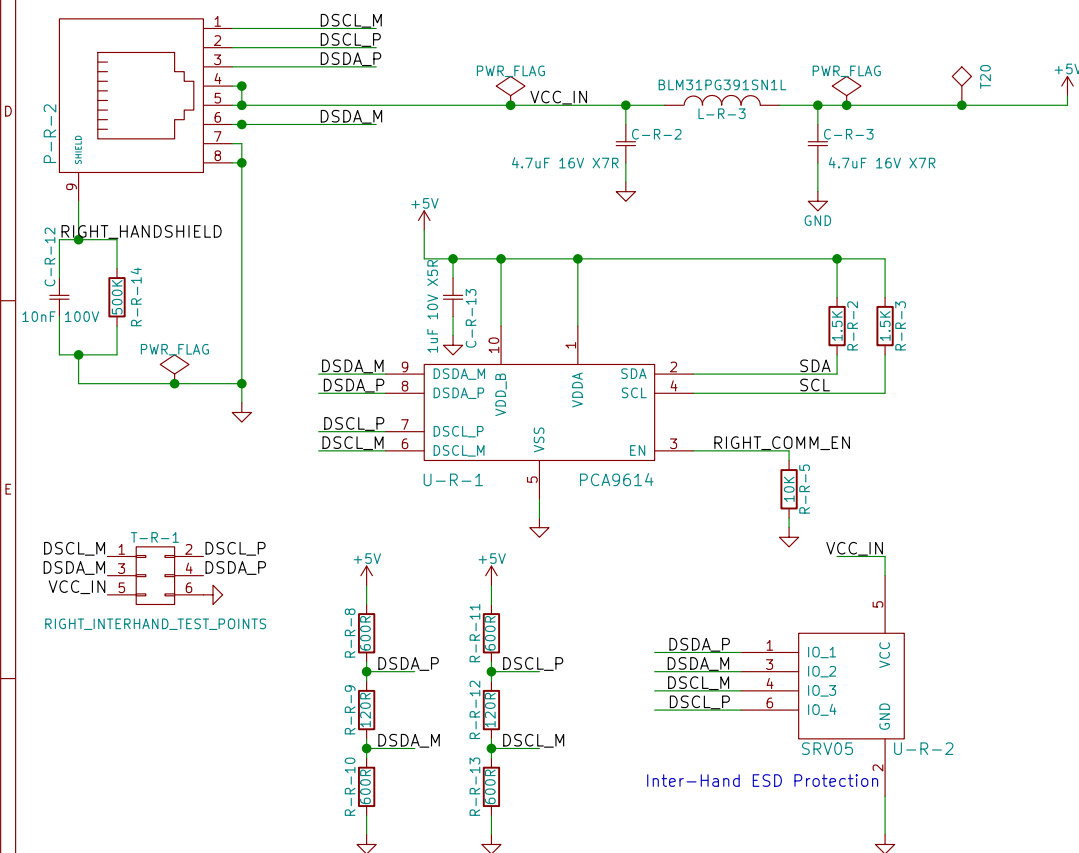 D
E
P-R-2
SHIELD
1 DSCL_M
2 DSCL_P
3 DSDA_P
4
5
6 DSDA_M
7
8
9
PWR_FLAG
VCC_IN
BLM31PG391SN1L
L-R-3
PWR_FLAG
T20
+5V
C-R-2
4.7uF 16V X7R
C-R-3
4.7uF 16V X7R
GND
RIGHT_HANDSHIELD
C-R-12
10nF 100V
500K
R-R-14
PWR_FLAG
+5V
1uF 10V X5R
C-R-13
10
1
1.5K
R-R-2
1.5K
R-R-3
DSDA_M 9 DSDA_M
DSDA_P 8 DSDA_P
DSCL_P 7 DSCL_P
DSCL_M 6 DSCL_M
VDD_B
VDDA
VSS
SDA 2 SDA
SCL 4 SCL
EN 3 RIGHT_COMM_EN
5
U-R-1
PCA9614
10K
R-R-5
T-R-1
DSCL_M 1 2 DSCL_P
DSDA_M 3 4 DSDA_P
VCC_IN 5 6
RIGHT_INTERHAND_TEST_POINTS
+5V
R-R-8
600R
DSDA_P
R-R-9
120R
DSDA_M
R-R-10
600R
+5V
R-R-11
600R
DSCL_P
R-R-12
120R
DSCL_M
R-R-13
600R
VCC_IN
5
VCC
DSDA_P 1 IO_1
DSDA_M 3 IO_2
DSCL_M 4 IO_3
DSCL_P 6 IO_4
GND
SRV05
U-R-2
2
Inter-Hand ESD Protection